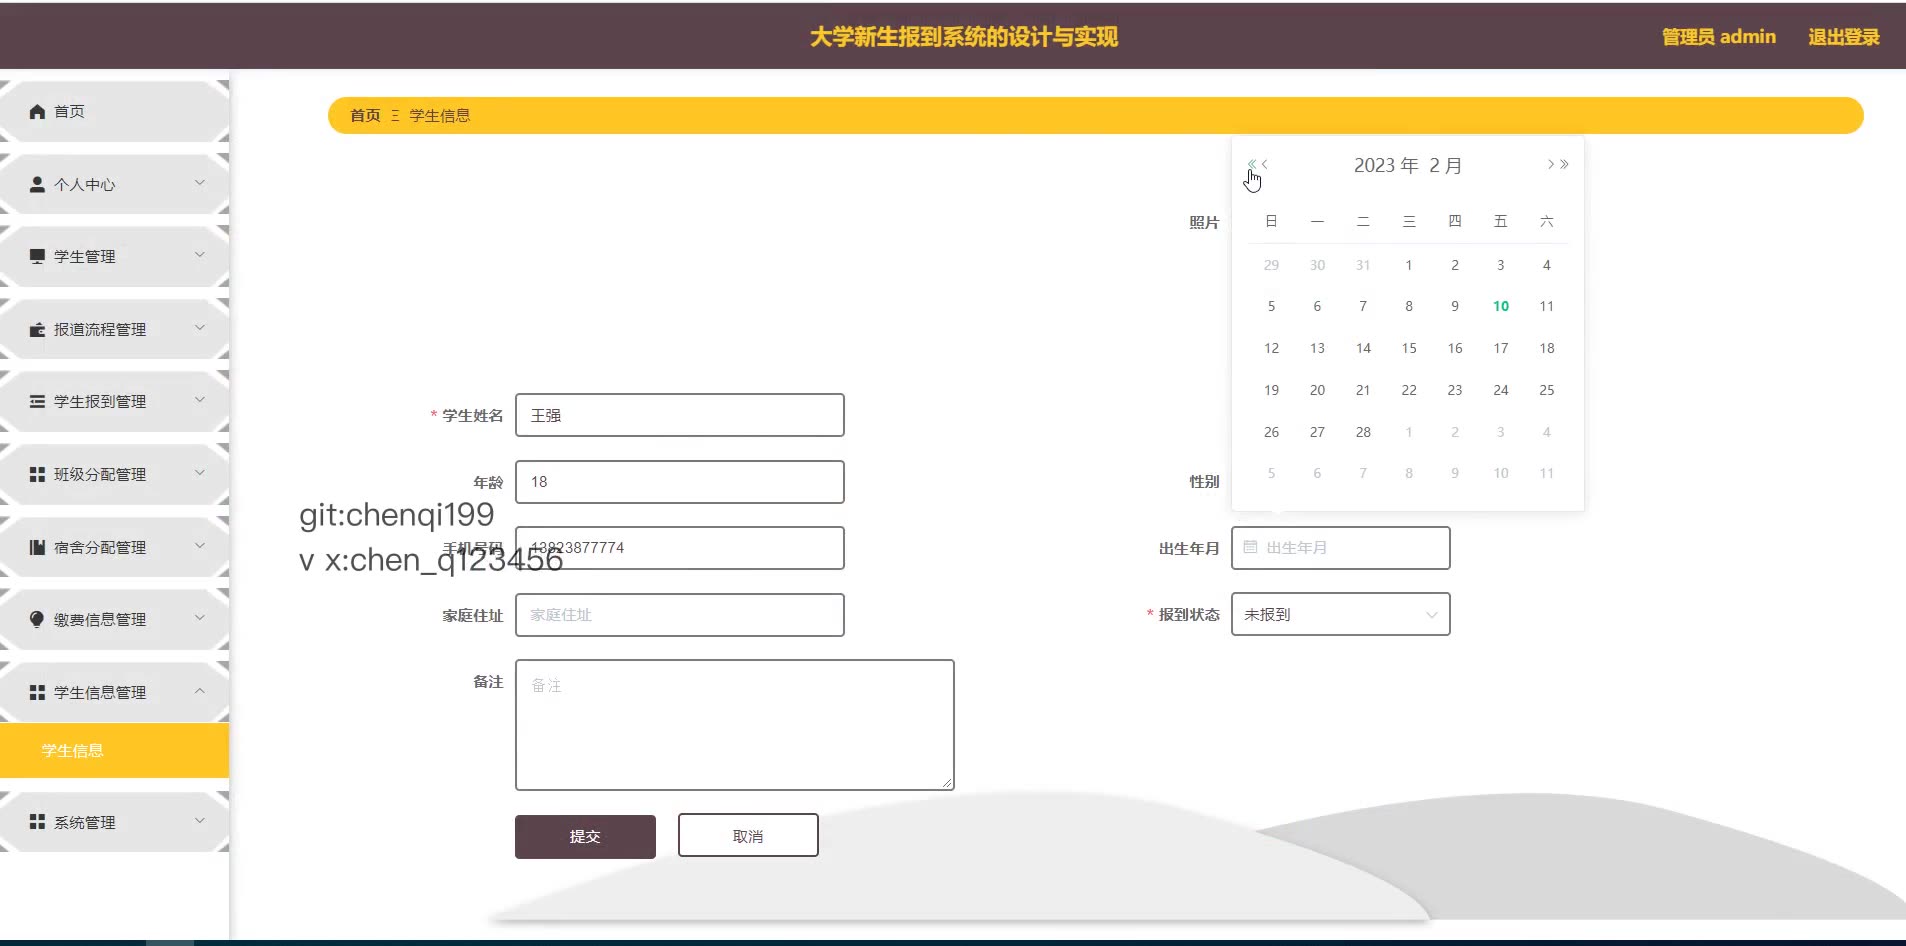 大学新生报到系统的设计与实现
管理员 admin
退出登录
首页
个人中心
学生管理
报道流程管理
学生报到管理
班级分配管理
宿舍分配管理
缴费信息管理
学生信息管理
学生信息
系统管理
首页 Ξ 学生信息
照片
2023 年 2 月
日 一 二 三 四 五 六
29 30 31 1 2 3 4
5 6 7 8 9 10 11
12 13 14 15 16 17 18
19 20 21 22 23 24 25
26 27 28 1 2 3 4
5 6 7 8 9 10 11
* 学生姓名 王强
年龄 18
性别
git:chenqi199
手机号码 13823877774
v x:chen_q123456
出生年月 出生年月
家庭住址 家庭住址
* 报到状态 未报到
备注 备注
提交 取消